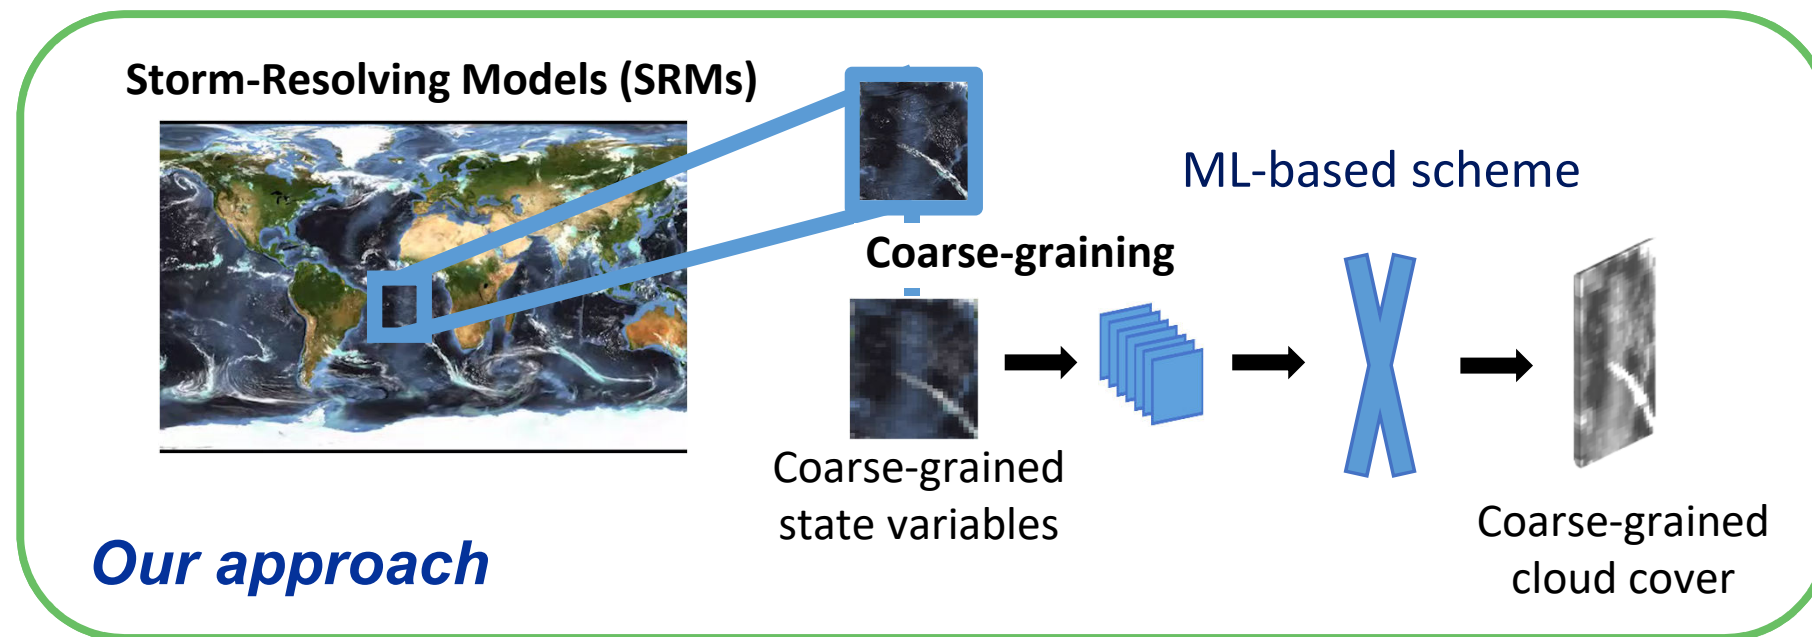 Storm-Resolving Models (SRMs)
ML-based scheme
Coarse-graining
Coarse-grained
state variables
Coarse-grained
cloud cover
Our approach